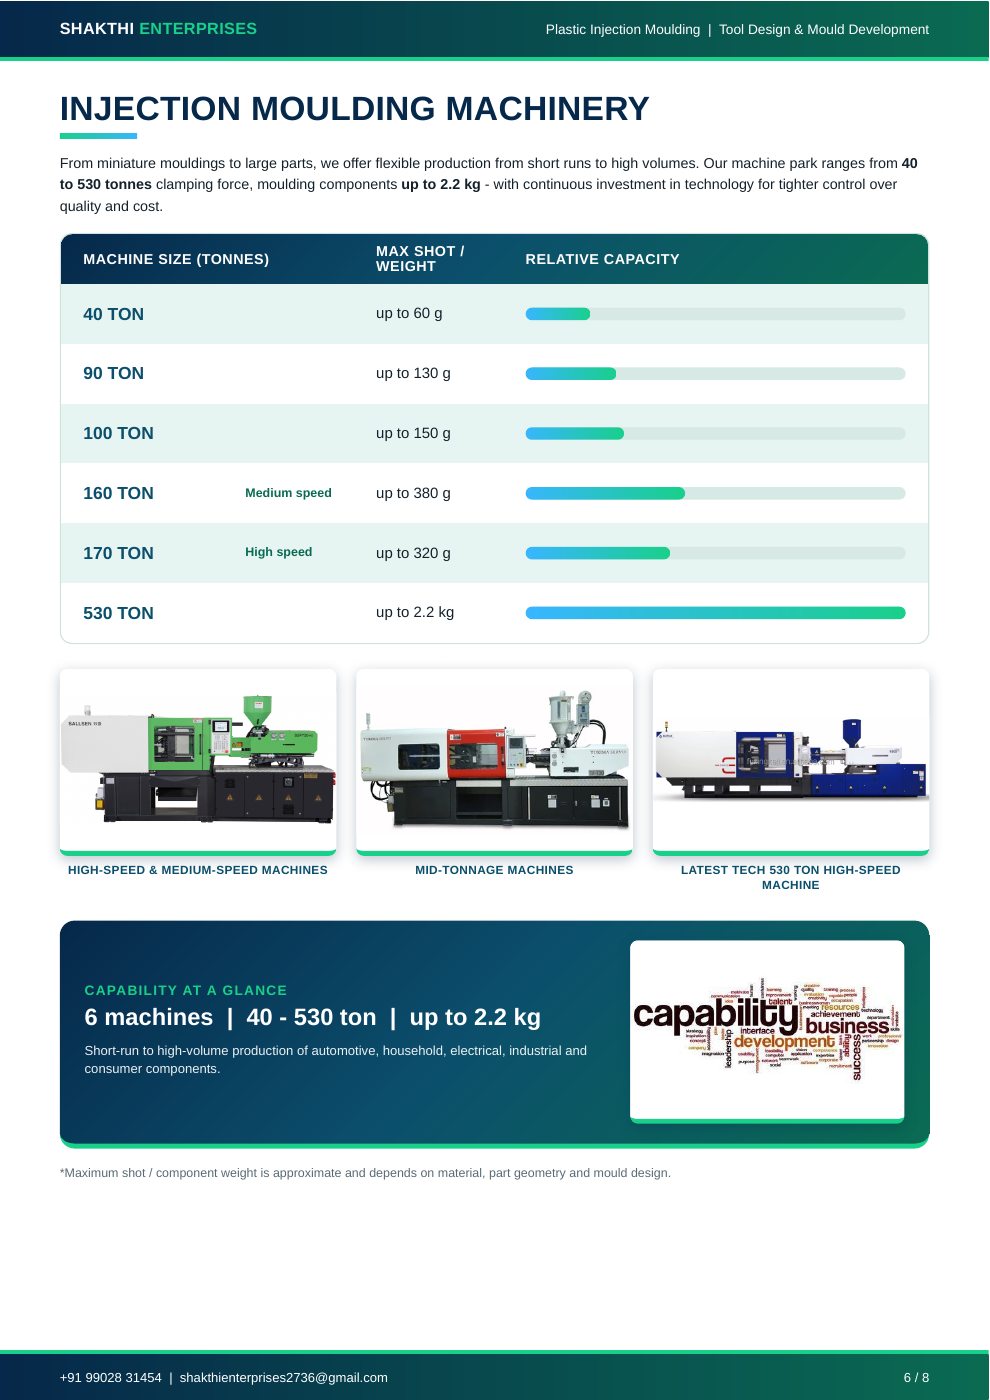 SHAKTHI ENTERPRISES
Plastic Injection Moulding | Tool Design & Mould Development
INJECTION MOULDING MACHINERY
From miniature mouldings to large parts, we offer flexible production from short runs to high volumes. Our machine park ranges from 40
to 530 tonnes clamping force, moulding components up to 2.2 kg - with continuous investment in technology for tighter control over
quality and cost.
MACHINE SIZE (TONNES)
MAX SHOT /
WEIGHT
RELATIVE CAPACITY
40 TON up to 60 g
90 TON up to 130 g
100 TON up to 150 g
160 TON Medium speed up to 380 g
170 TON High speed up to 320 g
530 TON up to 2.2 kg
SALLSEN
HIGH-SPEED & MEDIUM-SPEED MACHINES
MID-TONNAGE MACHINES
LATEST TECH 530 TON HIGH-SPEED
MACHINE
CAPABILITY AT A GLANCE
6 machines | 40 - 530 ton | up to 2.2 kg
Short-run to high-volume production of automotive, household, electrical, industrial and
consumer components.
capability
talent
resources
achievement
business
interface
development
leadership
ability
success
*Maximum shot / component weight is approximate and depends on material, part geometry and mould design.
+91 99028 31454 | shakthienterprises2736@gmail.com
6 / 8